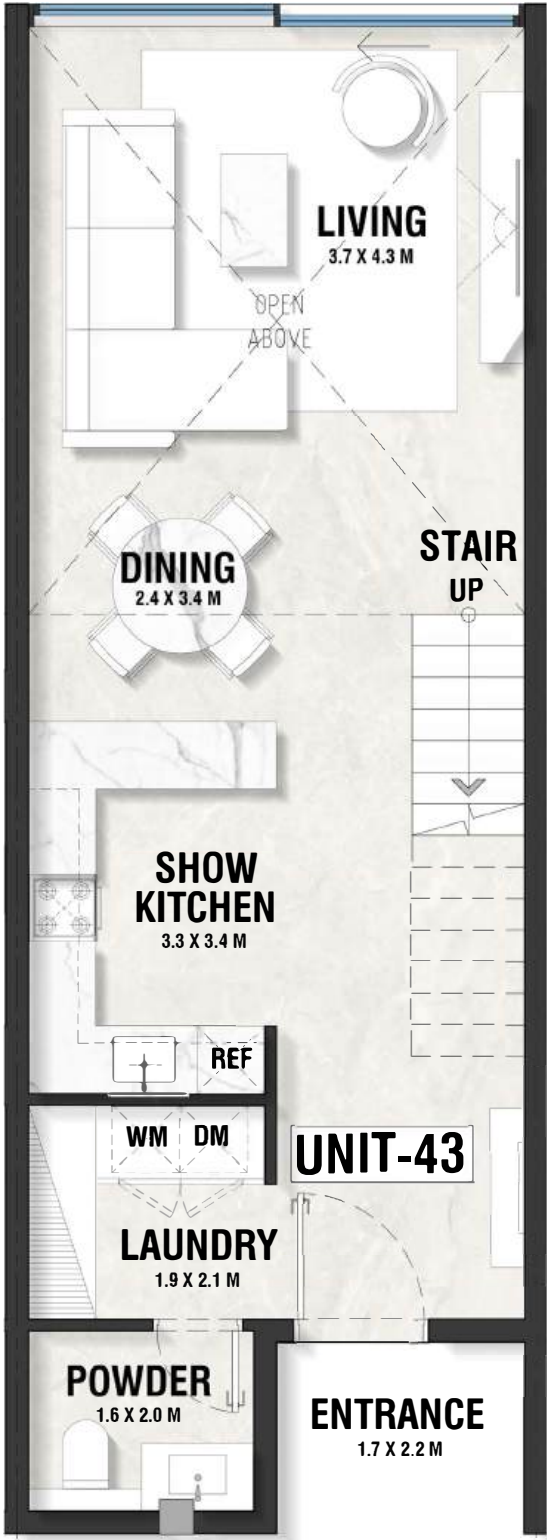 LIVING
3.7 X 4.3 M
OPEN
ABOVE
STAIR
UP
DINING
2.4 X 3.4 M
SHOW
KITCHEN
3.3 X 3.4 M
REF
WM DM
UNIT-43
LAUNDRY
1.9 X 2.1 M
POWDER
1.6 X 2.0 M
ENTRANCE
1.7 X 2.2 M